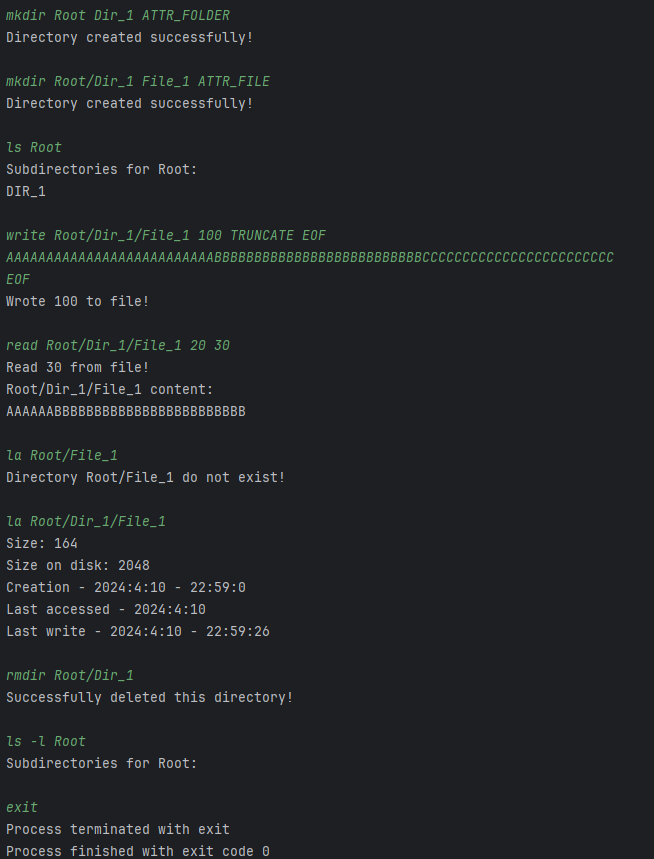 mkdir Root Dir_1 ATTR_FOLDER
Directory created successfully!
mkdir Root/Dir_1 File_1 ATTR_FILE
Directory created successfully!
ls Root
Subdirectories for Root:
DIR_1
write Root/Dir_1/File_1 100 TRUNCATE EOF
AAAAAAAAAAAAAAAAAAAAAAAAAABBBBBBBBBBBBBBBBBBBBBBBBBBCCCCCCCCCCCCCCCCCCCCCCCC
EOF
Wrote 100 to file!
read Root/Dir_1/File_1 20 30
Read 30 from file!
Root/Dir_1/File_1 content:
AAAAAABBBBBBBBBBBBBBBBBBBBBBBB
la Root/File_1
Directory Root/File_1 do not exist!
la Root/Dir_1/File_1
Size: 164
Size on disk: 2048
Creation - 2024:4:10 - 22:59:0
Last accessed - 2024:4:10
Last write - 2024:4:10 - 22:59:26
rmdir Root/Dir_1
Successfully deleted this directory!
ls -l Root
Subdirectories for Root:
exit
Process terminated with exit
Process finished with exit code 0